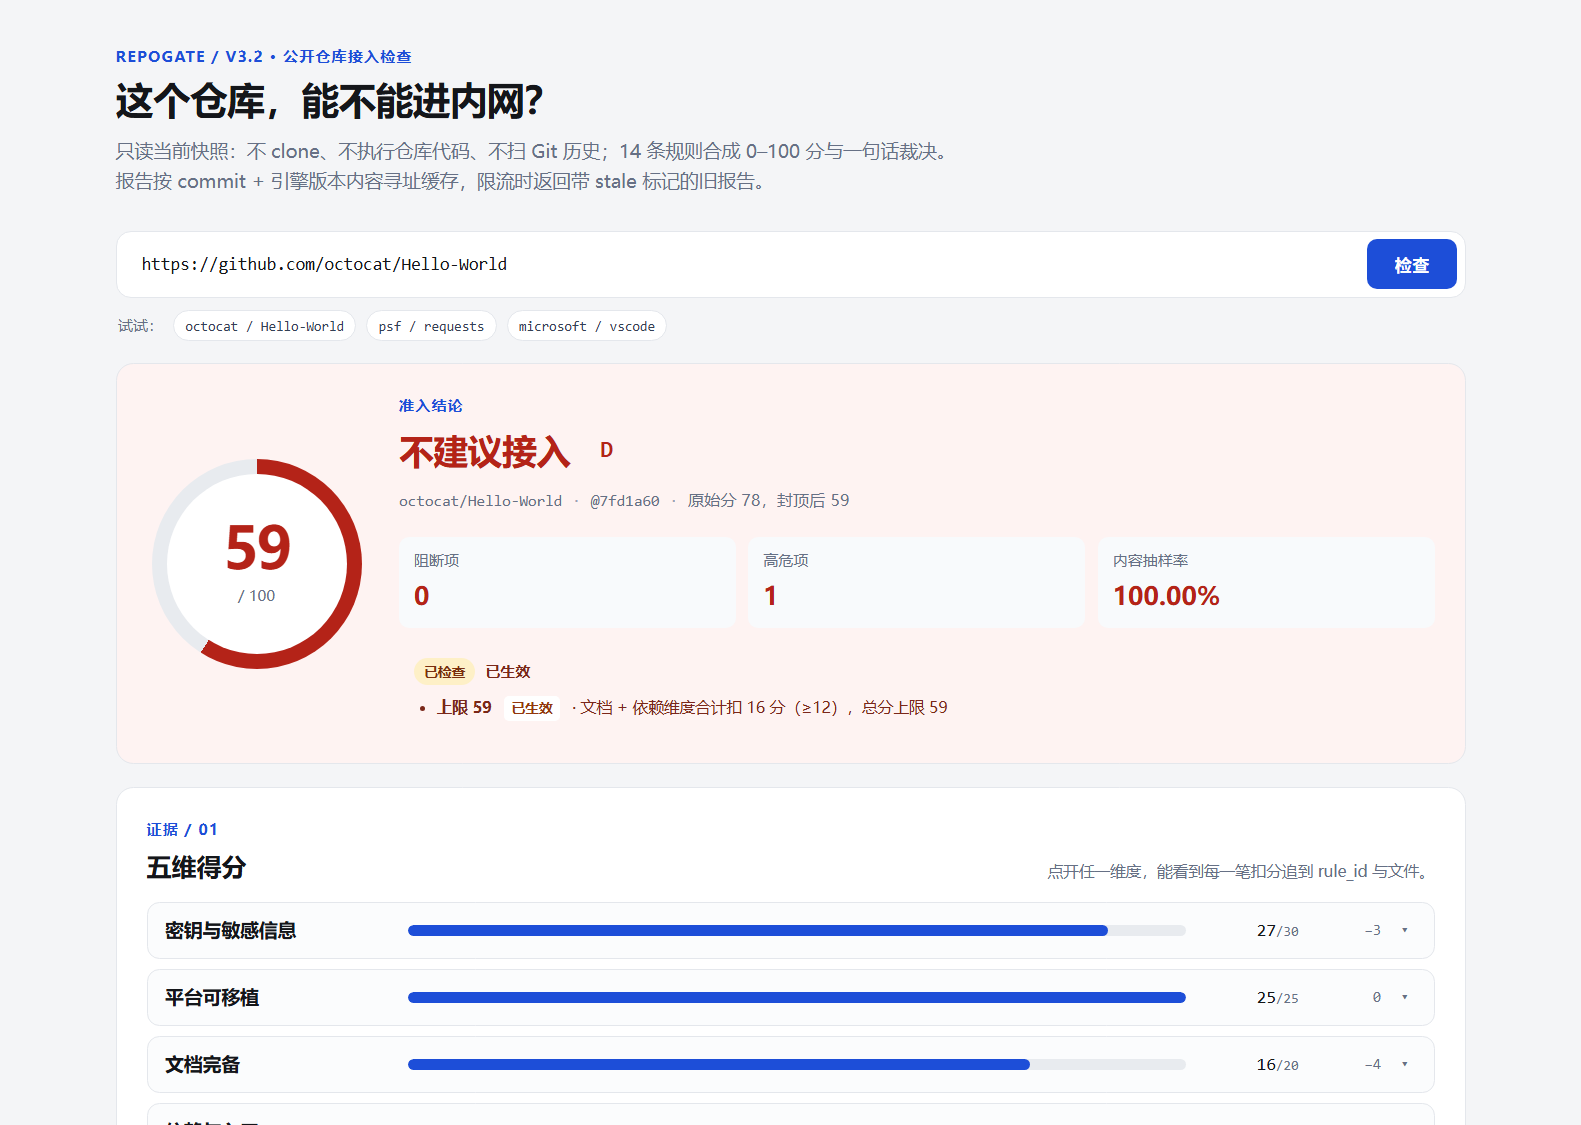 REPOGATE / V3.2 • 公开仓库接入检查
这个仓库，能不能进内网？
只读当前快照：不 clone、不执行仓库代码、不扫 Git 历史；14 条规则合成 0–100 分与一句话裁决。
报告按 commit + 引擎版本内容寻址缓存，限流时返回带 stale 标记的旧报告。
https://github.com/octocat/Hello-World
检查
试试：
octocat / Hello-World
psf / requests
microsoft / vscode
准入结论
不建议接入 D
octocat/Hello-World · @7fd1a60 · 原始分 78，封顶后 59
59
/ 100
阻断项
0
高危项
1
内容抽样率
100.00%
已检查 已生效
• 上限 59 已生效 · 文档 + 依赖维度合计扣 16 分（≥12），总分上限 59
证据 / 01
五维得分
点开任一维度，能看到每一笔扣分追到 rule_id 与文件。
密钥与敏感信息 27/30 −3
平台可移植 25/25 0
文档完备 16/20 −4